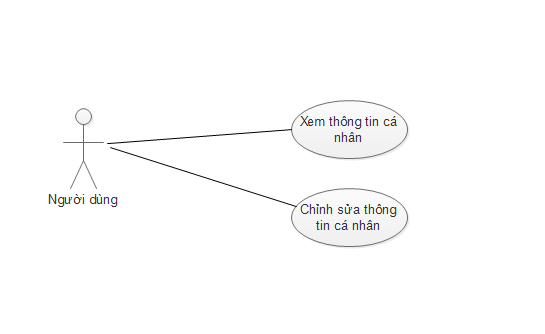 Xem thông tin cá
nhân
Người dùng
Chỉnh sửa thông
tin cá nhân